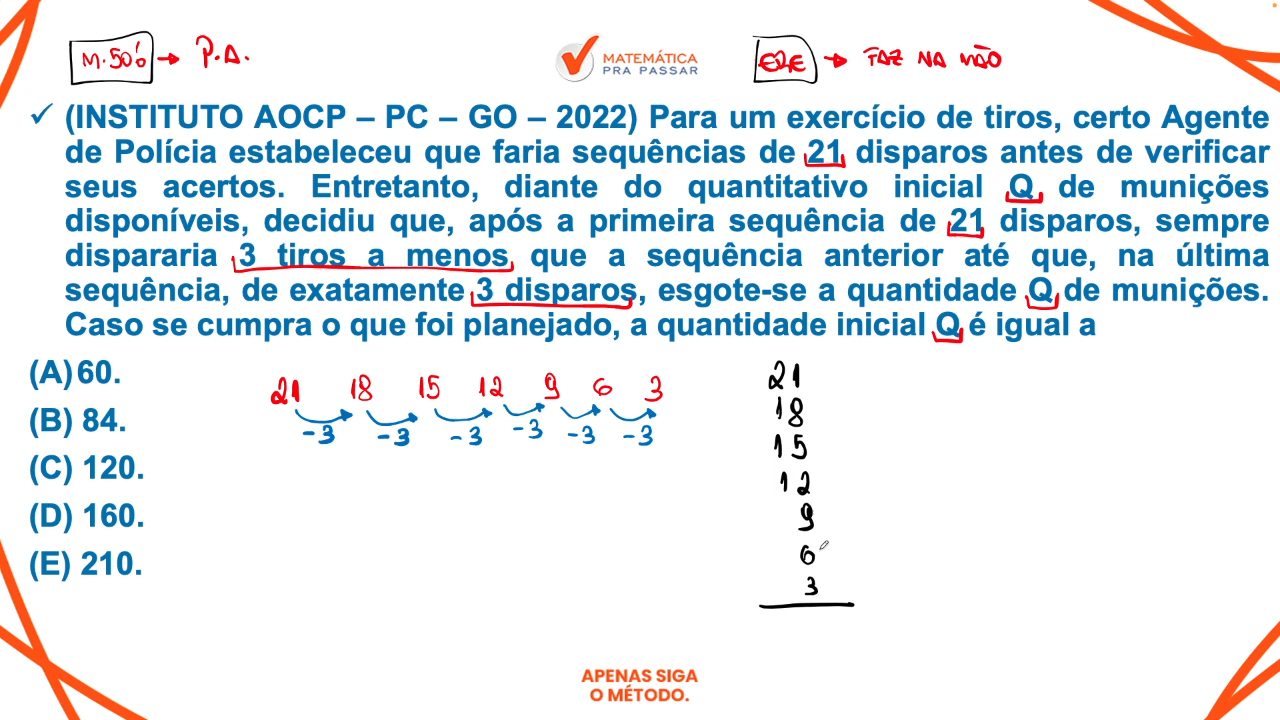 M.50% → P.A.
MATEMÁTICA
PRA PASSAR
→ FAZ NA MÃO
✓ (INSTITUTO AOCP – PC – GO – 2022) Para um exercício de tiros, certo Agente
de Polícia estabeleceu que faria sequências de 21 disparos antes de verificar
seus acertos. Entretanto, diante do quantitativo inicial Q de munições
disponíveis, decidiu que, após a primeira sequência de 21 disparos, sempre
dispararia 3 tiros a menos que a sequência anterior até que, na última
sequência, de exatamente 3 disparos, esgote-se a quantidade Q de munições.
Caso se cumpra o que foi planejado, a quantidade inicial Q é igual a
(A) 60.
(B) 84.
(C) 120.
(D) 160.
(E) 210.
21 18 15 12 9 6 3
-3 -3 -3 -3 -3 -3
21
18
15
12
9
6
3
APENAS SIGA
O MÉTODO.